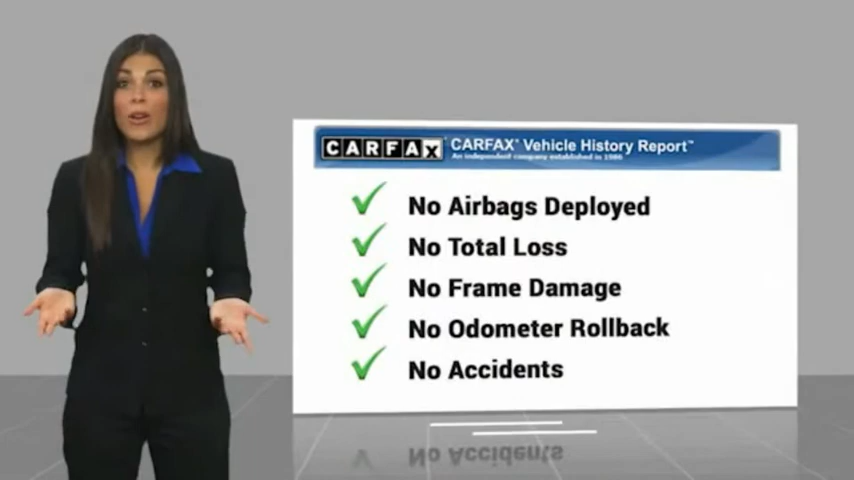 CARFAX CARFAX® Vehicle History Report™
An independent company established in 1986
No Airbags Deployed
No Total Loss
No Frame Damage
No Odometer Rollback
No Accidents
No Accidents